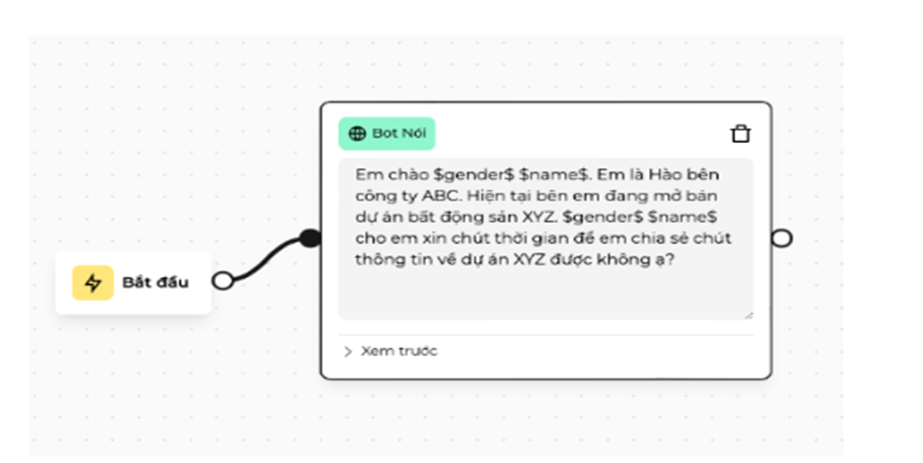 Bot Nói
Em chào $gender$ $name$. Em là Hào bên
công ty ABC. Hiện tại bên em đang mở bán
dự án bất động sản XYZ. $gender$ $name$
cho em xin chút thời gian để em chia sẻ chút
thông tin về dự án XYZ được không ạ?
Bắt đầu
Xem trước